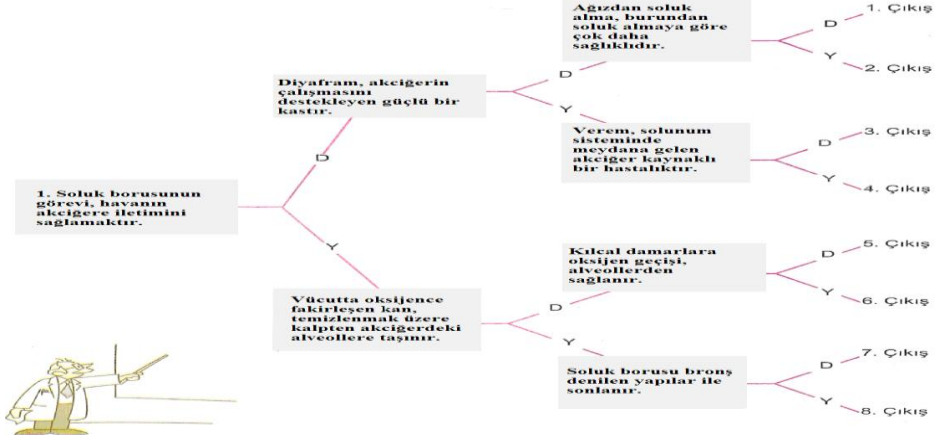 Ağızdan soluk
alma, burundan
soluk almaya göre
çok daha
sağlıklıdır.
D
1. Çıkış
Y
2. Çıkış
Diyafram, akciğerin
çalışmasını
destekleyen güçlü bir
kastır.
D
Y
Verem, solunum
sisteminde
meydana gelen
akciğer kaynaklı
bir hastalıktır.
D
3. Çıkış
Y
4. Çıkış
D
1. Soluk borusunun
görevi, havanın
akciğere iletimini
sağlamaktır.
Y
Kılcal damarlara
oksijen geçişi,
alveollerden
sağlanır.
D
5. Çıkış
Y
6. Çıkış
Vücutta oksijence
fakirleşen kan,
temizlenmak üzere
kalpten akciğerdeki
alveollere taşınır.
D
Y
Soluk borusu bronş
denilen yapılar ile
sonlanır.
D
7. Çıkış
Y
8. Çıkış